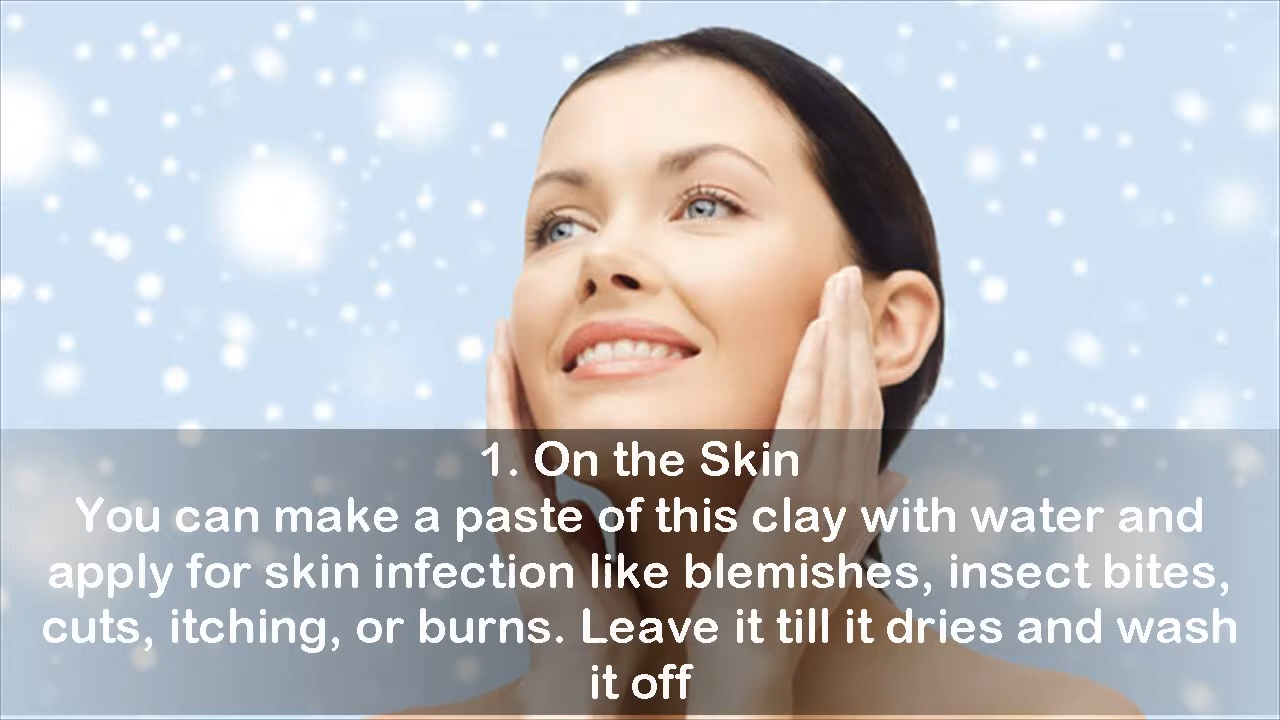 1. On the Skin
You can make a paste of this clay with water and
apply for skin infection like blemishes, insect bites,
cuts, itching, or burns. Leave it till it dries and wash
it off